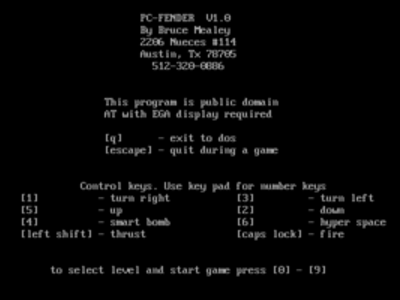 PC-FENDER V1.0
By Bruce Mealey
2206 Nueces #114
Austin, Tx 78705
512-320-0886
This program is public domain
AT with EGA display required
[q] - exit to dos
[escape] - quit during a game
Control keys. Use key pad for number keys
[1] - turn right [3] - turn left
[5] - up [2] - down
[4] - smart bomb [6] - hyper space
[left shift] - thrust [caps lock] - fire
to select level and start game press [0] - [9]